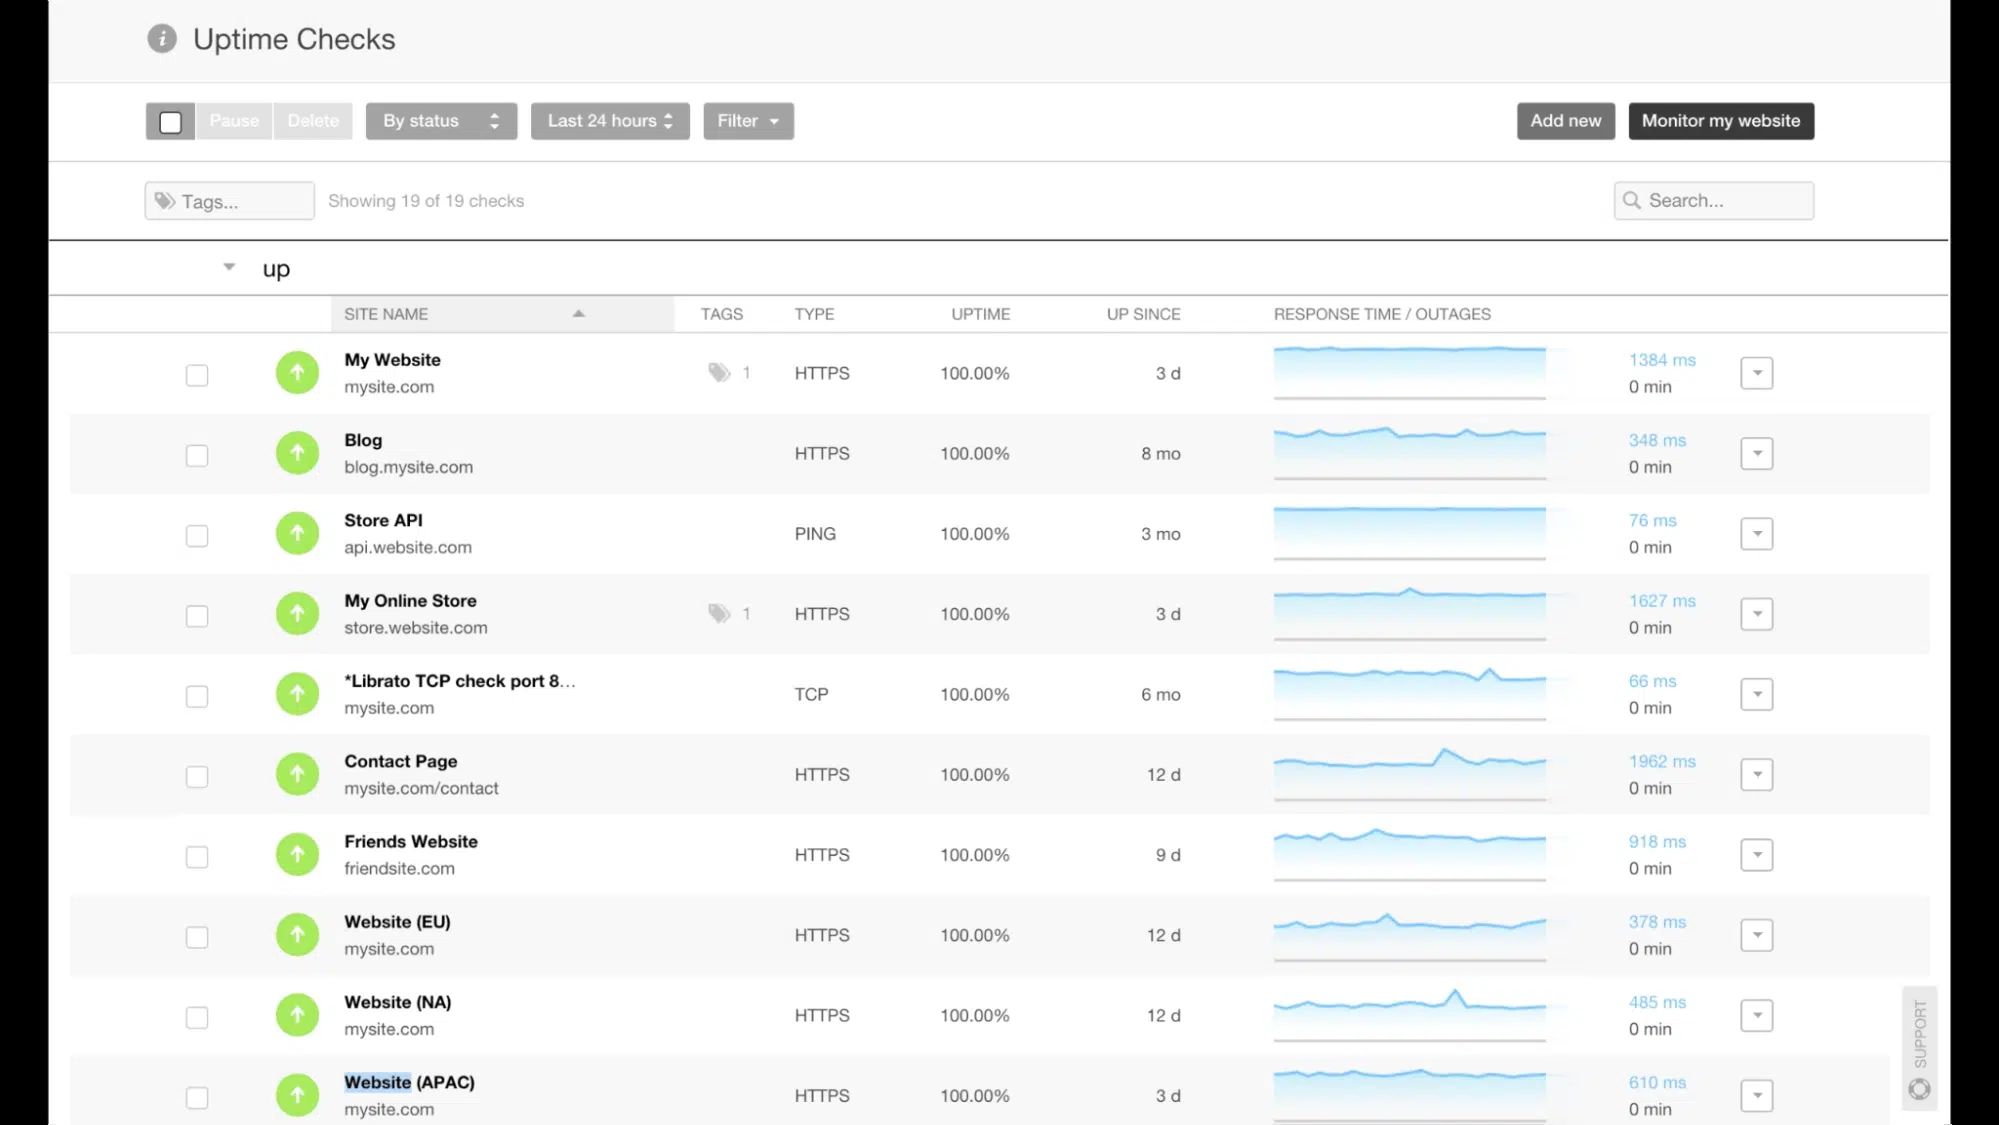 Uptime Checks
Pause Delete By status Last 24 hours Filter Add new Monitor my website
Tags... Showing 19 of 19 checks Search...
up
SITE NAME TAGS TYPE UPTIME UP SINCE RESPONSE TIME / OUTAGES
My Website 1384 ms
1 HTTPS 100.00% 3 d
mysite.com 0 min
Blog 348 ms
HTTPS 100.00% 8 mo
blog.mysite.com 0 min
Store API 76 ms
PING 100.00% 3 mo
api.website.com 0 min
My Online Store 1627 ms
1 HTTPS 100.00% 3 d
store.website.com 0 min
*Librato TCP check port 8... 66 ms
TCP 100.00% 6 mo
mysite.com 0 min
Contact Page 1962 ms
HTTPS 100.00% 12 d
mysite.com/contact 0 min
Friends Website 918 ms
HTTPS 100.00% 9 d
friendsite.com 0 min
Website (EU) 378 ms
HTTPS 100.00% 12 d
mysite.com 0 min
Website (NA) 485 ms
HTTPS 100.00% 12 d
mysite.com 0 min
SUPPORT
Website (APAC) 610 ms
HTTPS 100.00% 3 d
mysite.com 0 min